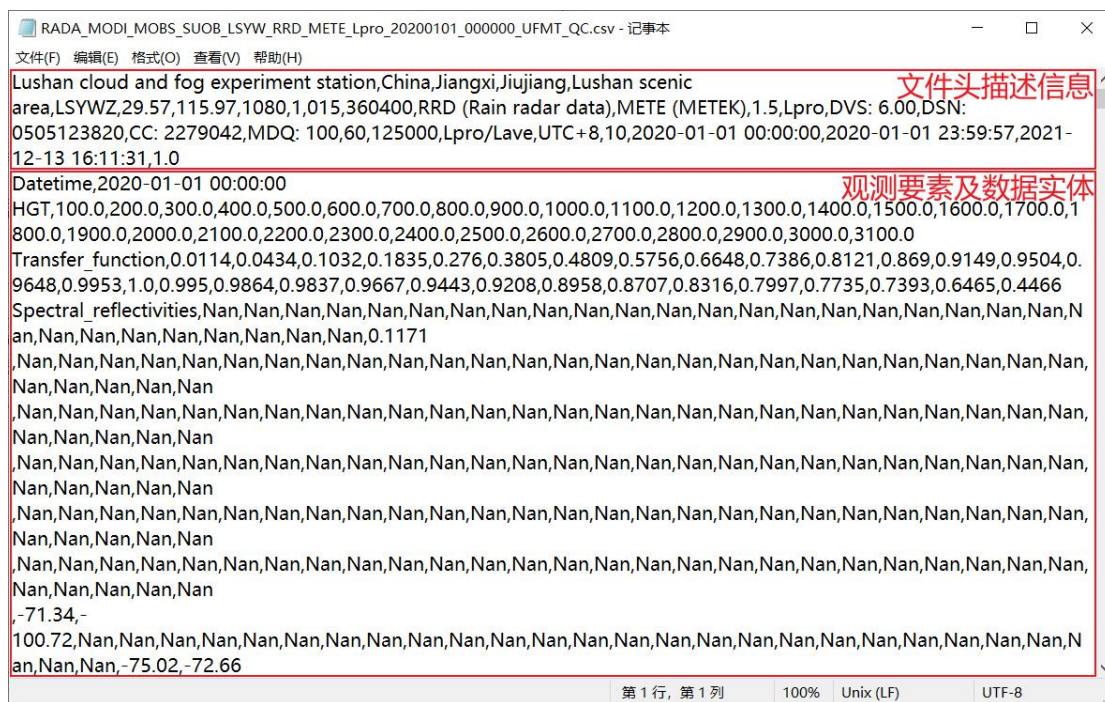 RADA_MODI_MOBS_SUOB_LSYW_RRD_METE_Lpro_20200101_000000_UFMT_QC.csv - 记事本
文件(F) 编辑(E) 格式(O) 查看(V) 帮助(H)
Lushan cloud and fog experiment station,China,Jiangxi,Jiujiang,Lushan scenic
文件头描述信息
area,LSYWZ,29.57,115.97,1080,1,015,360400,RRD (Rain radar data),METE (METEK),1.5,Lpro,DVS: 6.00,DSN:
0505123820,CC: 2279042,MDQ: 100,60,125000,Lpro/Lave,UTC+8,10,2020-01-01 00:00:00,2020-01-01 23:59:57,2021-
12-13 16:11:31,1.0
Datetime,2020-01-01 00:00:00
观测要素及数据实体
HGT,100.0,200.0,300.0,400.0,500.0,600.0,700.0,800.0,900.0,1000.0,1100.0,1200.0,1300.0,1400.0,1500.0,1600.0,1700.0,1
800.0,1900.0,2000.0,2100.0,2200.0,2300.0,2400.0,2500.0,2600.0,2700.0,2800.0,2900.0,3000.0,3100.0
Transfer_function,0.0114,0.0434,0.1032,0.1835,0.276,0.3805,0.4809,0.5756,0.6648,0.7386,0.8121,0.869,0.9149,0.9504,0.
9648,0.9953,1.0,0.995,0.9864,0.9837,0.9667,0.9443,0.9208,0.8958,0.8707,0.8316,0.7997,0.7735,0.7393,0.6465,0.4466
Spectral_reflectivities,Nan,Nan,Nan,Nan,Nan,Nan,Nan,Nan,Nan,Nan,Nan,Nan,Nan,Nan,Nan,Nan,Nan,Nan,Nan,Nan,Nan,N
an,Nan,Nan,Nan,Nan,Nan,Nan,Nan,Nan,0.1171
,Nan,Nan,Nan,Nan,Nan,Nan,Nan,Nan,Nan,Nan,Nan,Nan,Nan,Nan,Nan,Nan,Nan,Nan,Nan,Nan,Nan,Nan,Nan,Nan,Nan,Nan,
Nan,Nan,Nan,Nan,Nan
,Nan,Nan,Nan,Nan,Nan,Nan,Nan,Nan,Nan,Nan,Nan,Nan,Nan,Nan,Nan,Nan,Nan,Nan,Nan,Nan,Nan,Nan,Nan,Nan,Nan,Nan,
Nan,Nan,Nan,Nan,Nan
,Nan,Nan,Nan,Nan,Nan,Nan,Nan,Nan,Nan,Nan,Nan,Nan,Nan,Nan,Nan,Nan,Nan,Nan,Nan,Nan,Nan,Nan,Nan,Nan,Nan,Nan,
Nan,Nan,Nan,Nan,Nan
,Nan,Nan,Nan,Nan,Nan,Nan,Nan,Nan,Nan,Nan,Nan,Nan,Nan,Nan,Nan,Nan,Nan,Nan,Nan,Nan,Nan,Nan,Nan,Nan,Nan,Nan,
Nan,Nan,Nan,Nan,Nan
,Nan,Nan,Nan,Nan,Nan,Nan,Nan,Nan,Nan,Nan,Nan,Nan,Nan,Nan,Nan,Nan,Nan,Nan,Nan,Nan,Nan,Nan,Nan,Nan,Nan,Nan,
Nan,Nan,Nan,Nan,Nan
,-71.34,-
100.72,Nan,Nan,Nan,Nan,Nan,Nan,Nan,Nan,Nan,Nan,Nan,Nan,Nan,Nan,Nan,Nan,Nan,Nan,Nan,Nan,Nan,Nan,Nan,Nan,N
an,Nan,Nan,-75.02,-72.66
第 1 行，第 1 列 100% Unix (LF) UTF-8